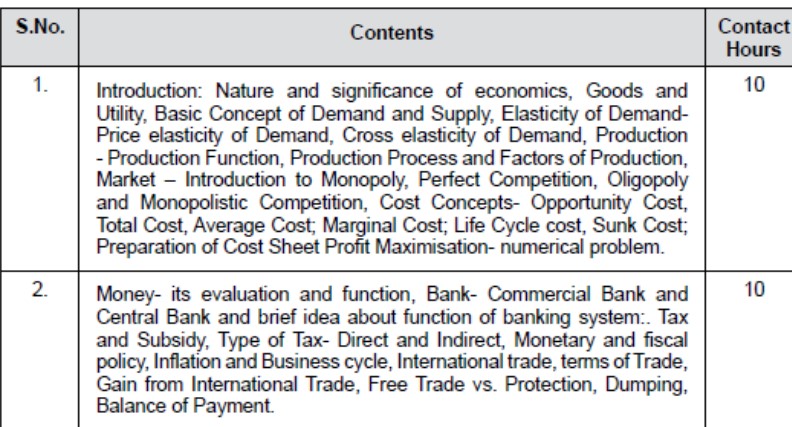 S.No.
Contents
Contact
Hours
1.
Introduction: Nature and significance of economics, Goods and
Utility, Basic Concept of Demand and Supply, Elasticity of Demand-
Price elasticity of Demand, Cross elasticity of Demand, Production
- Production Function, Production Process and Factors of Production,
Market – Introduction to Monopoly, Perfect Competition, Oligopoly
and Monopolistic Competition, Cost Concepts- Opportunity Cost,
Total Cost, Average Cost; Marginal Cost; Life Cycle cost, Sunk Cost;
Preparation of Cost Sheet Profit Maximisation- numerical problem.
10
2.
Money- its evaluation and function, Bank- Commercial Bank and
Central Bank and brief idea about function of banking system:. Tax
and Subsidy, Type of Tax- Direct and Indirect, Monetary and fiscal
policy, Inflation and Business cycle, International trade, terms of Trade,
Gain from International Trade, Free Trade vs. Protection, Dumping,
Balance of Payment.
10